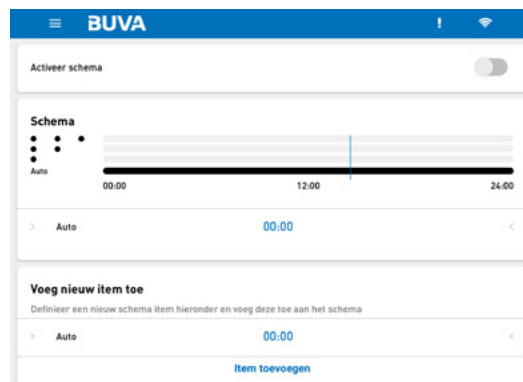 BUVA
Activeer schema
Schema
Auto
00:00 12:00 24:00
Auto 00:00
Voeg nieuw item toe
Definieer een nieuw schema item hieronder en voeg deze toe aan het schema
Auto 00:00
Item toevoegen